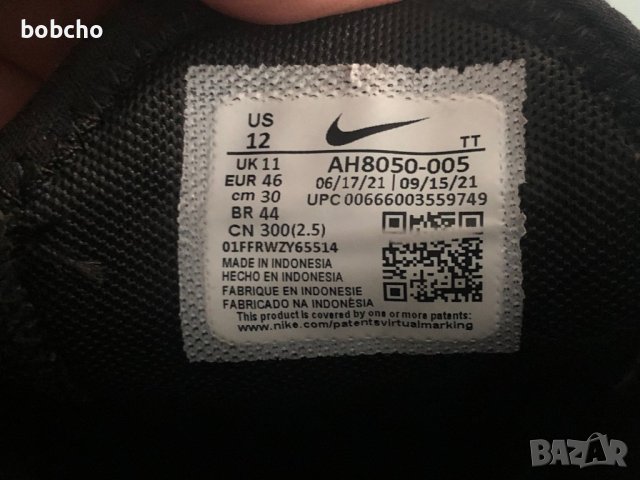 bobcho
US
12
TT
UK 11
AH8050-005
EUR 46
06/17/21 | 09/15/21
cm 30
UPC 00666003559749
BR 44
CN 300(2.5)
01FFRWZY65514
MADE IN INDONESIA
HECHO EN INDONESIA
FABRIQUE EN INDONESIE
FABRICADO NA INDONÉSIA
This product is covered by one or more patents:
www.nike.com/patentsvirtualmarking
BAZAR